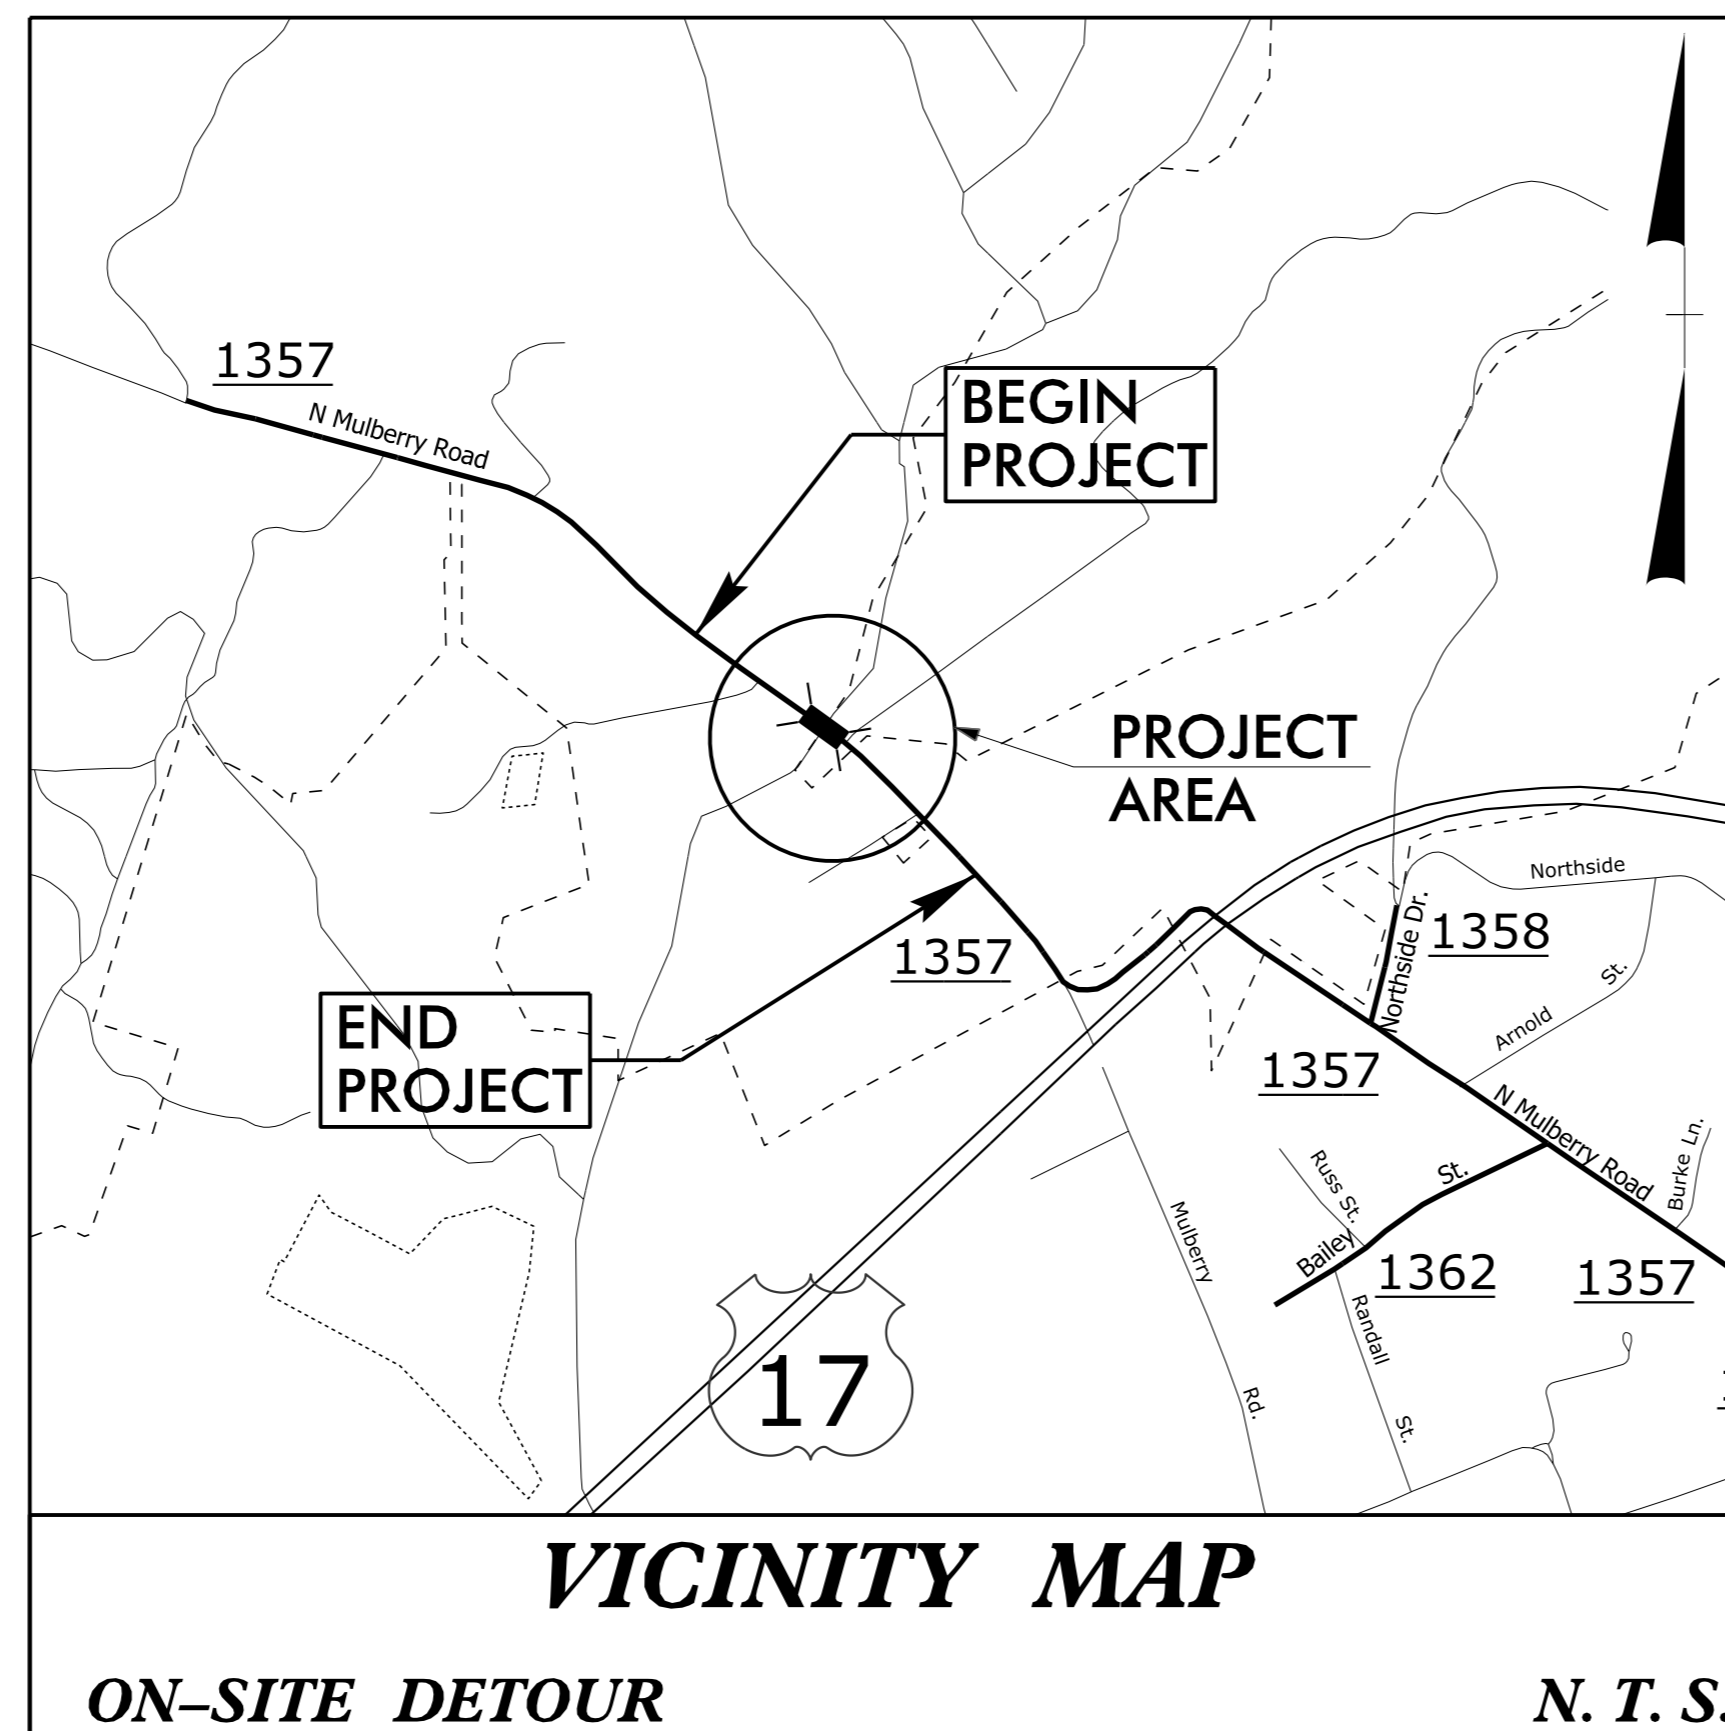 1357
N Mulberry Road
BEGIN
PROJECT
PROJECT
AREA
Northside
1358
Northside Dr.
St.
Arnold
1357
END
PROJECT
1357
N Mulberry Road
Burke Ln.
St.
Russ St.
Bailey
Mulberry
1362
1357
Randall
17
Rd.
St.
VICINITY MAP
ON–SITE DETOUR
N. T. S.